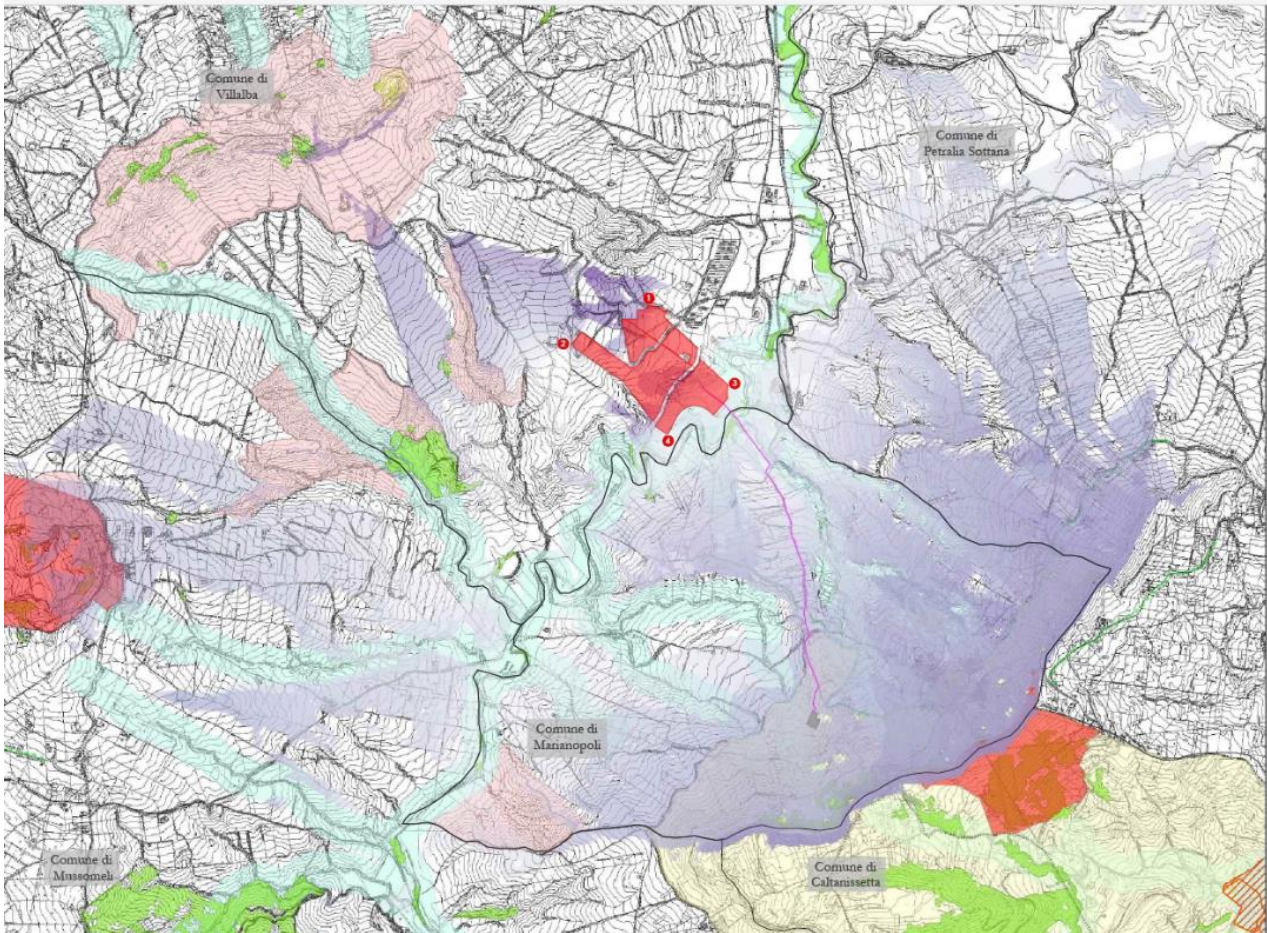 Comune di
Villalba
Comune di
Petralia Sottana
1
2
3
4
Comune di
Marianopoli
Comune di
Mussomeli
Comune di
Caltanissetta